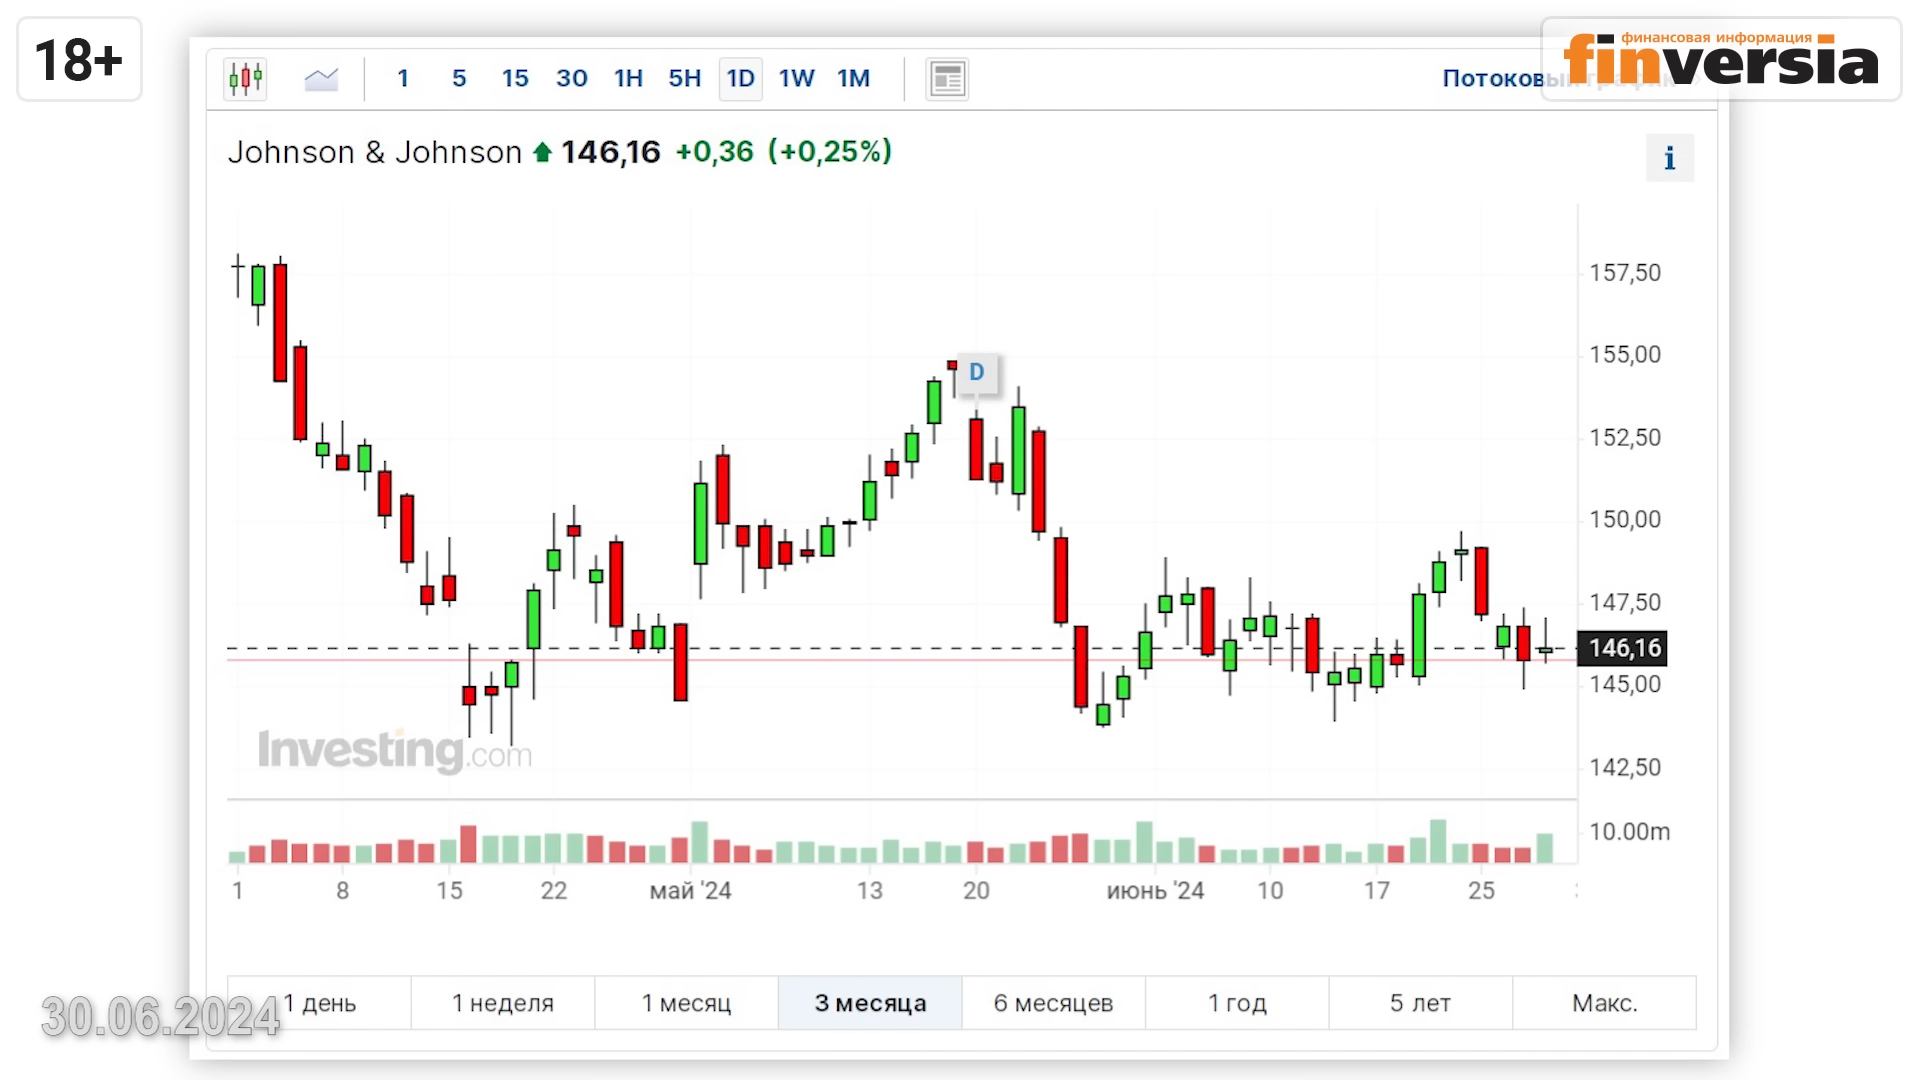 18+
финансовая информация
finversia
1 5 15 30 1H 5H 1D 1W 1M
Потоковый график
Johnson & Johnson 146,16 +0,36 (+0,25%)
i
157,50
155,00
D
152,50
150,00
147,50
146,16
145,00
Investing.com
142,50
10.00m
1 8 15 22 май '24 13 20 июнь '24 10 17 25
1 день 1 неделя 1 месяц 3 месяца 6 месяцев 1 год 5 лет Макс.
30.06.2024